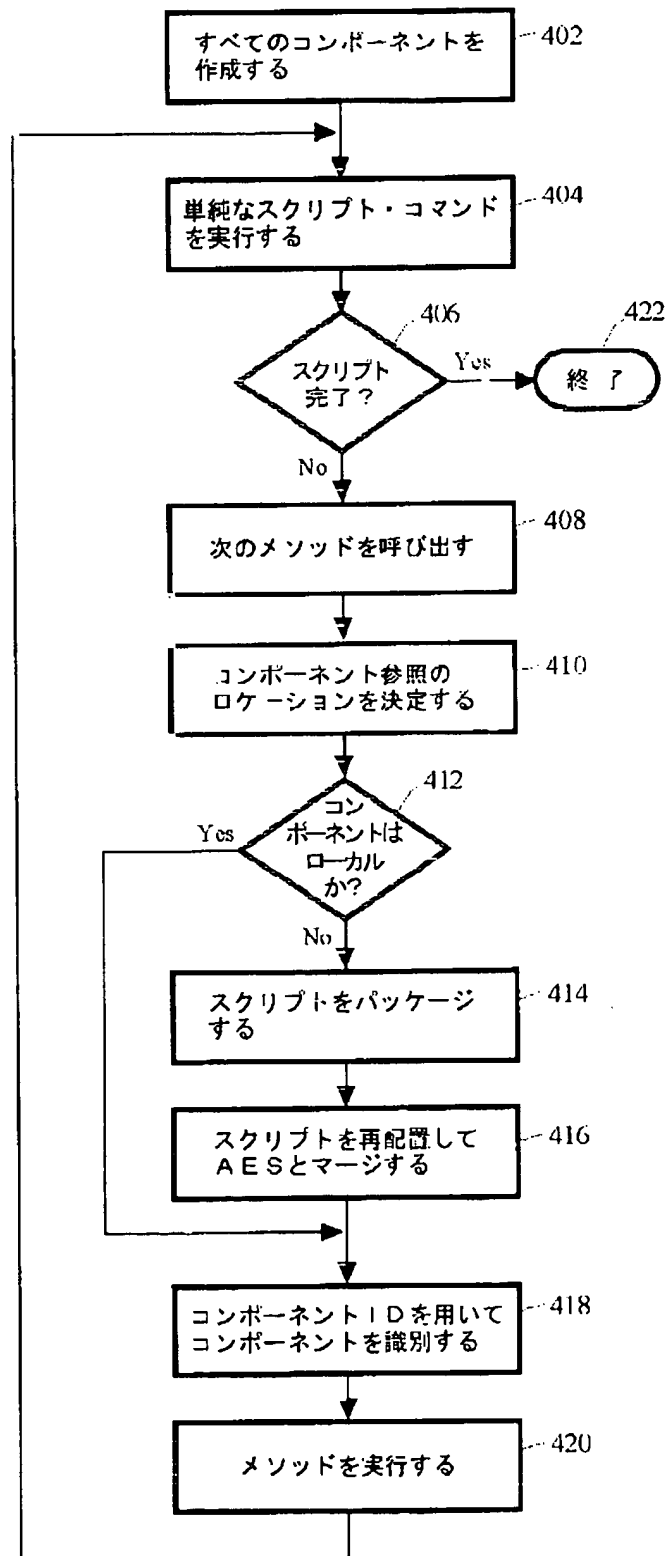 すべてのコンポーネントを
作成する
402
単純なスクリプト・コマンド
を実行する
404
406
スクリプト
完了？
Yes
422
終 了
No
次のメソッドを呼び出す
408
コンポーネント参照の
ロケーションを決定する
410
412
コン
ポーネントは
ローカル
か？
Yes
No
スクリプトをパッケージ
する
414
スクリプトを再配置して
ＡＥＳとマージする
416
コンポーネントＩＤを用いて
コンポーネントを識別する
418
メソッドを実行する
420